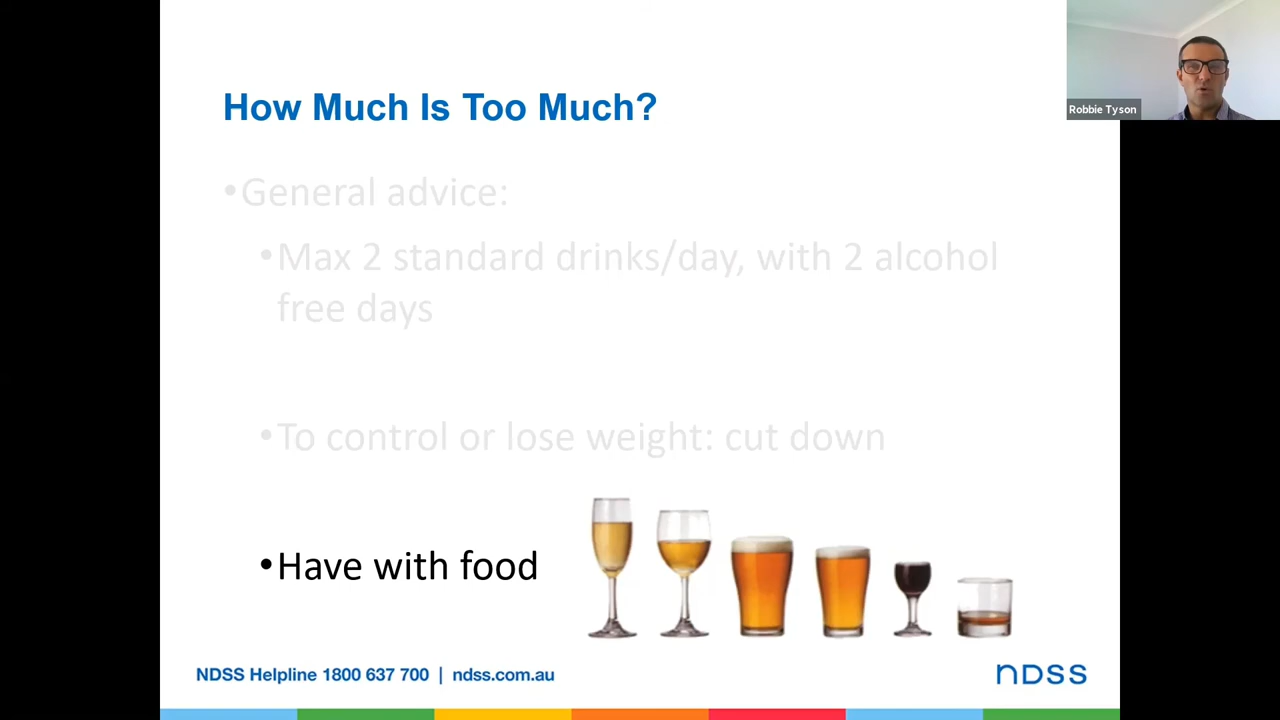 Robbie Tyson
How Much Is Too Much?
•General advice:
•Max 2 standard drinks/day, with 2 alcohol
free days
•To control or lose weight: cut down
•Have with food
NDSS Helpline 1800 637 700 | ndss.com.au
NDSS